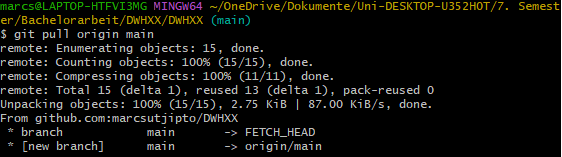 marcs@LAPTOP-HTFVI3MG MINGW64 ~/OneDrive/Dokumente/Uni-DESKTOP-U352HOT/7. Semest
er/Bachelorarbeit/DWHXX/DWHXX (main)
$ git pull origin main
remote: Enumerating objects: 15, done.
remote: Counting objects: 100% (15/15), done.
remote: Compressing objects: 100% (11/11), done.
remote: Total 15 (delta 1), reused 13 (delta 1), pack-reused 0
Unpacking objects: 100% (15/15), 2.75 KiB | 87.00 KiB/s, done.
From github.com:marcsutjipto/DWHXX
 * branch            main       -> FETCH_HEAD
 * [new branch]      main       -> origin/main